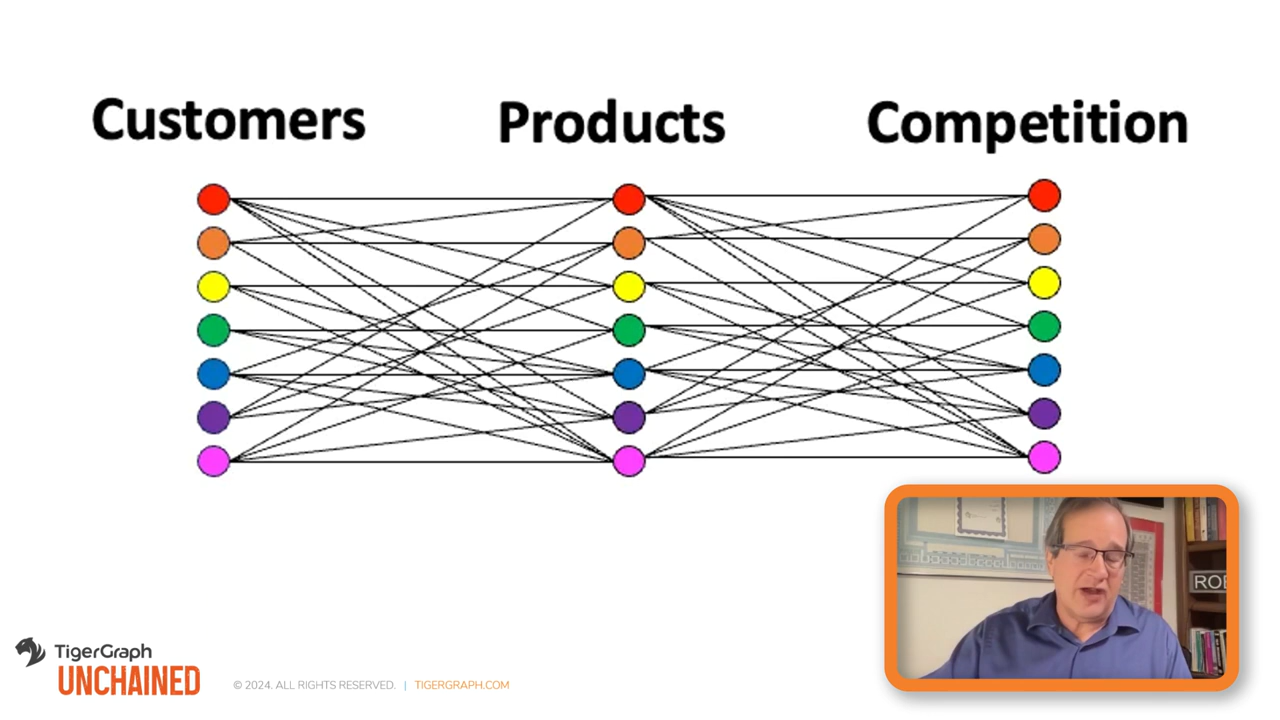 Customers
Products
Competition
ROB
TigerGraph
UNCHAINED
© 2024. ALL RIGHTS RESERVED. | TIGERGRAPH.COM